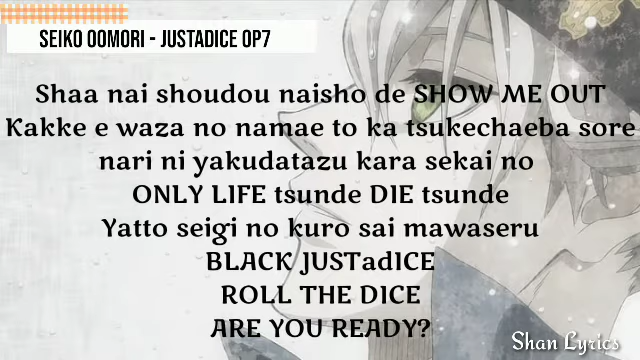 SEIKO OOMORI - JUSTADICE OP7
Shaa nai shoudou naisho de SHOW ME OUT
Kakke e waza no namae to ka tsukechaeba sore
nari ni yakudatazu kara sekai no
ONLY LIFE tsunde DIE tsunde
Yatto seigi no kuro sai mawaseru
BLACK JUSTadICE
ROLL THE DICE
ARE YOU READY?
Shan Lyrics